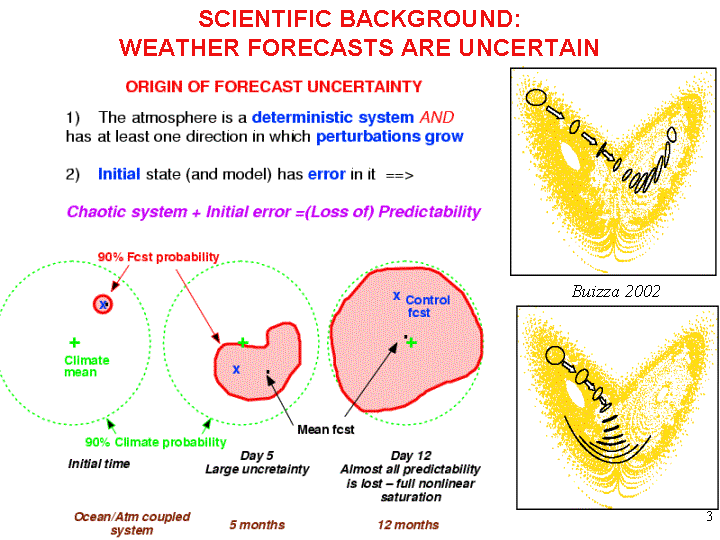 SCIENTIFIC BACKGROUND:
WEATHER FORECASTS ARE UNCERTAIN
ORIGIN OF FORECAST UNCERTAINTY
1) The atmosphere is a deterministic system AND
has at least one direction in which perturbations grow
2) Initial state (and model) has error in it ==>
Chaotic system + Initial error =(Loss of) Predictability
Buizza 2002
90% Fcst probability
x
x
x Control
fcst
+
+
+
Climate
mean
Mean fcst
90% Climate probability
Initial time
Day 5
Large uncretainty
Day 12
Almost all predictability
is lost – full nonlinear
saturation
Ocean/Atm coupled
system
5 months
12 months
3